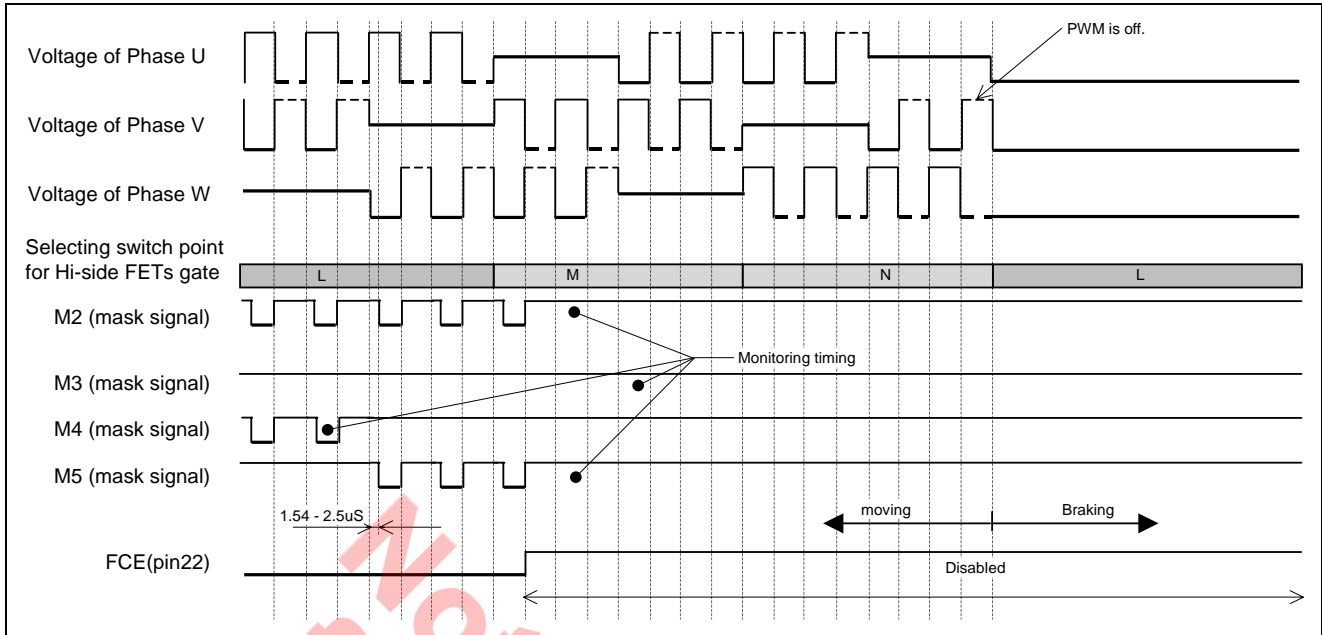 PWM is off.
Voltage of Phase U
Voltage of Phase V
Voltage of Phase W
Selecting switch point
for Hi-side FETs gate
L M N L
M2 (mask signal)
Monitoring timing
M3 (mask signal)
M4 (mask signal)
M5 (mask signal)
1.54 - 2.5uS
moving Braking
FCE(pin22)
Disabled